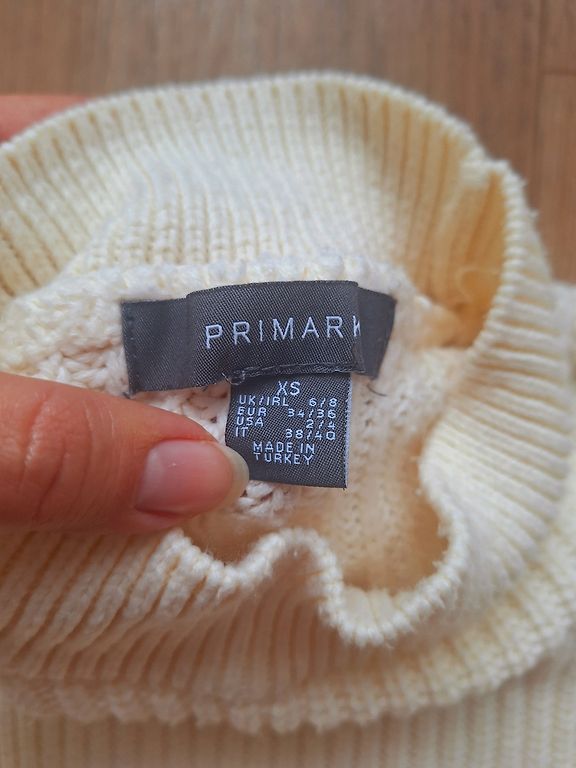 PRIMARK
XS
UK/IRL 6/8
EUR 34/36
USA 2/4
IT 38/40
MADE IN
TURKEY